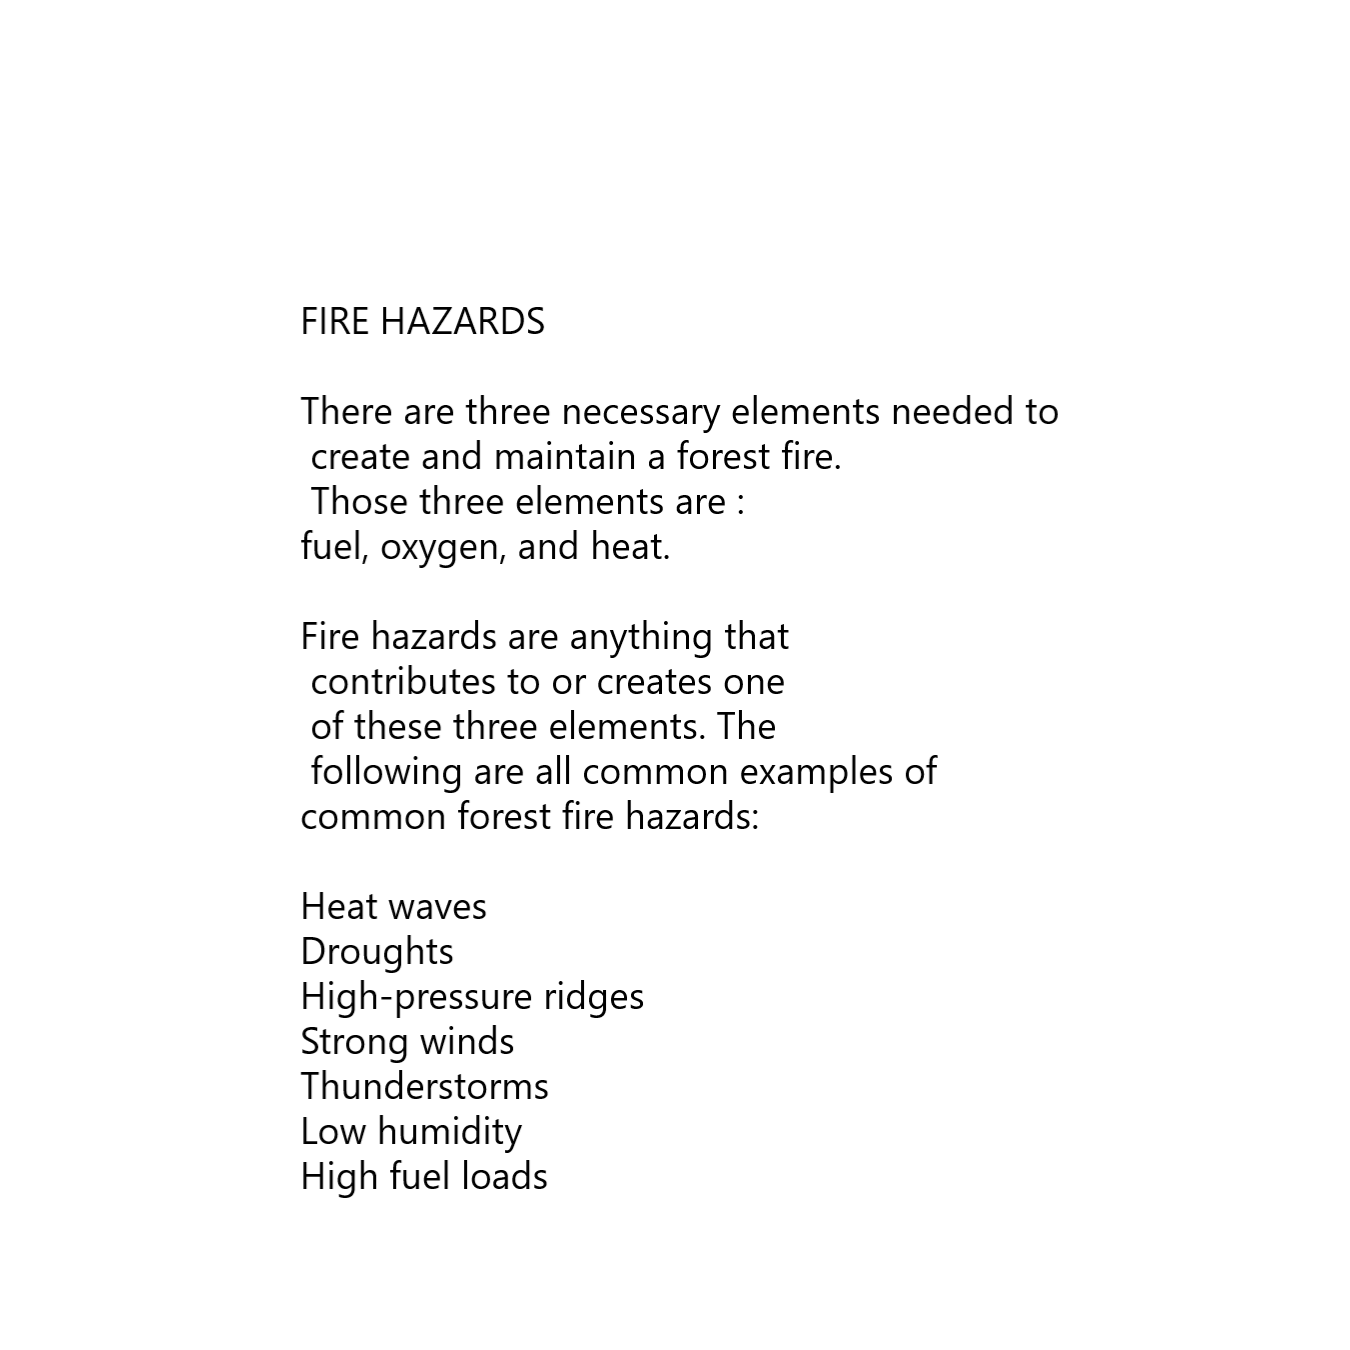 FIRE HAZARDS
There are three necessary elements needed to
create and maintain a forest fire.
Those three elements are :
fuel, oxygen, and heat.
Fire hazards are anything that
contributes to or creates one
of these three elements. The
following are all common examples of
common forest fire hazards:
Heat waves
Droughts
High-pressure ridges
Strong winds
Thunderstorms
Low humidity
High fuel loads